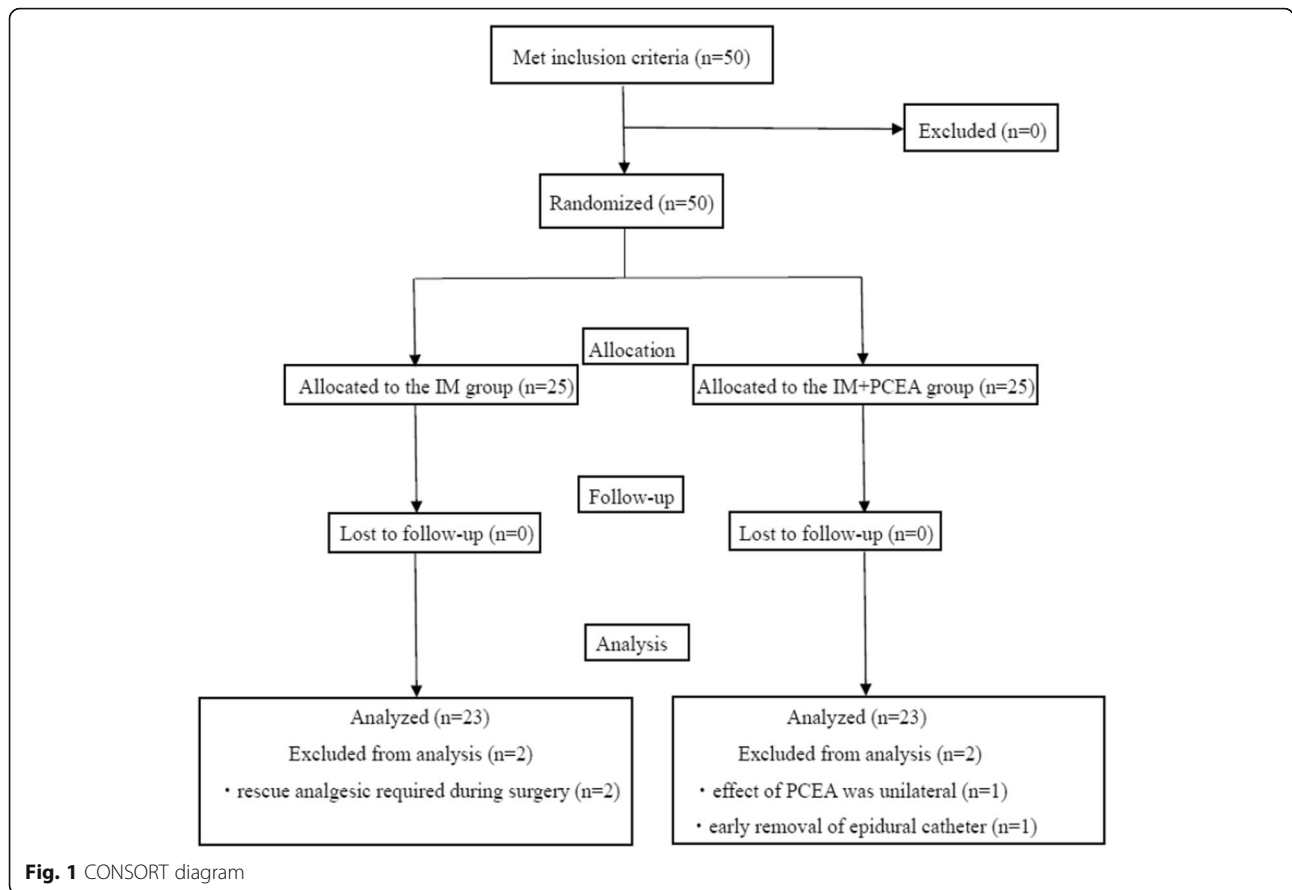 Met inclusion criteria (n=50)
Excluded (n=0)
Randomized (n=50)
Allocation
Allocated to the IM group (n=25)
Allocated to the IM+PCEA group (n=25)
Follow-up
Lost to follow-up (n=0)
Lost to follow-up (n=0)
Analysis
Analyzed (n=23)
Excluded from analysis (n=2)
・rescue analgesic required during surgery (n=2)
Analyzed (n=23)
Excluded from analysis (n=2)
・effect of PCEA was unilateral (n=1)
・early removal of epidural catheter (n=1)
Fig. 1 CONSORT diagram